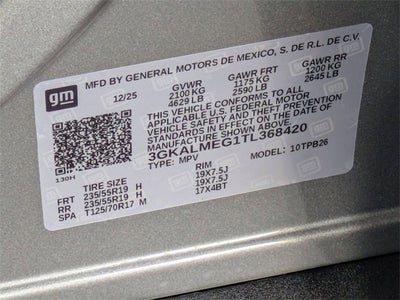 gm
MFD BY GENERAL MOTORS DE MEXICO, S. DE R.L. DE C.V.
12/25 GVWR GAWR FRT GAWR RR
2100 KG 1175 KG 1200 KG
4629 LB 2590 LB 2645 LB
THIS VEHICLE CONFORMS TO ALL
APPLICABLE U.S. FEDERAL MOTOR
VEHICLE SAFETY AND THEFT PREVENTION
STANDARDS IN EFFECT ON THE DATE OF
MANUFACTURE SHOWN ABOVE.
3GKALMEG1TL368420
TYPE: MPV MODEL: 10TPB26
130H
TIRE SIZE RIM
FRT 235/55R19 H 19X7.5J
RR 235/55R19 H 19X7.5J
SPA T125/70R17 M 17X4BT